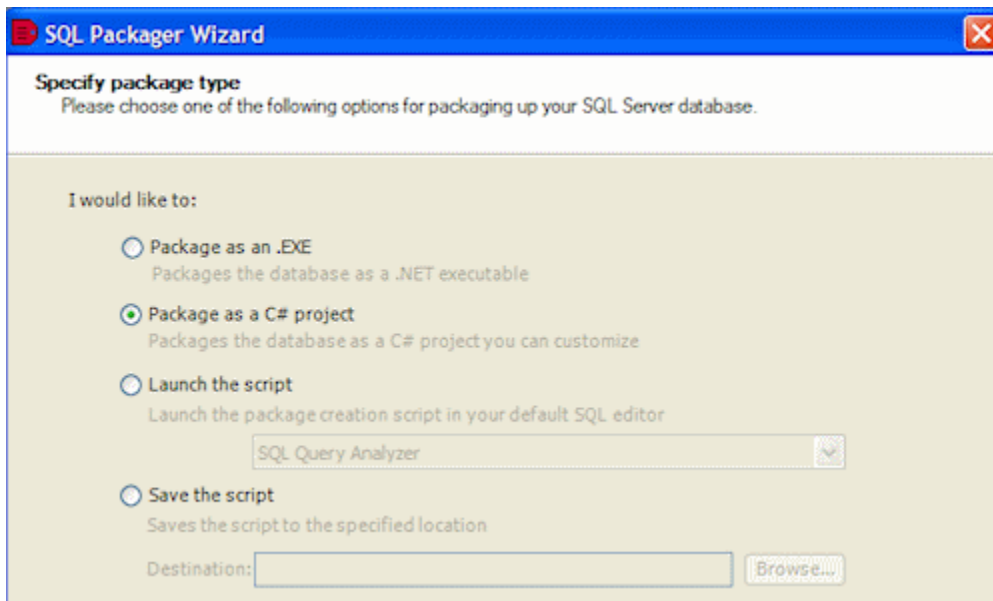 SQL Packager Wizard
Specify package type
Please choose one of the following options for packaging up your SQL Server database.
I would like to:
Package as an .EXE
Packages the database as a .NET executable
Package as a C# project
Packages the database as a C# project you can customize
Launch the script
Launch the package creation script in your default SQL editor
SQL Query Analyzer
Save the script
Saves the script to the specified location
Destination: Browse...